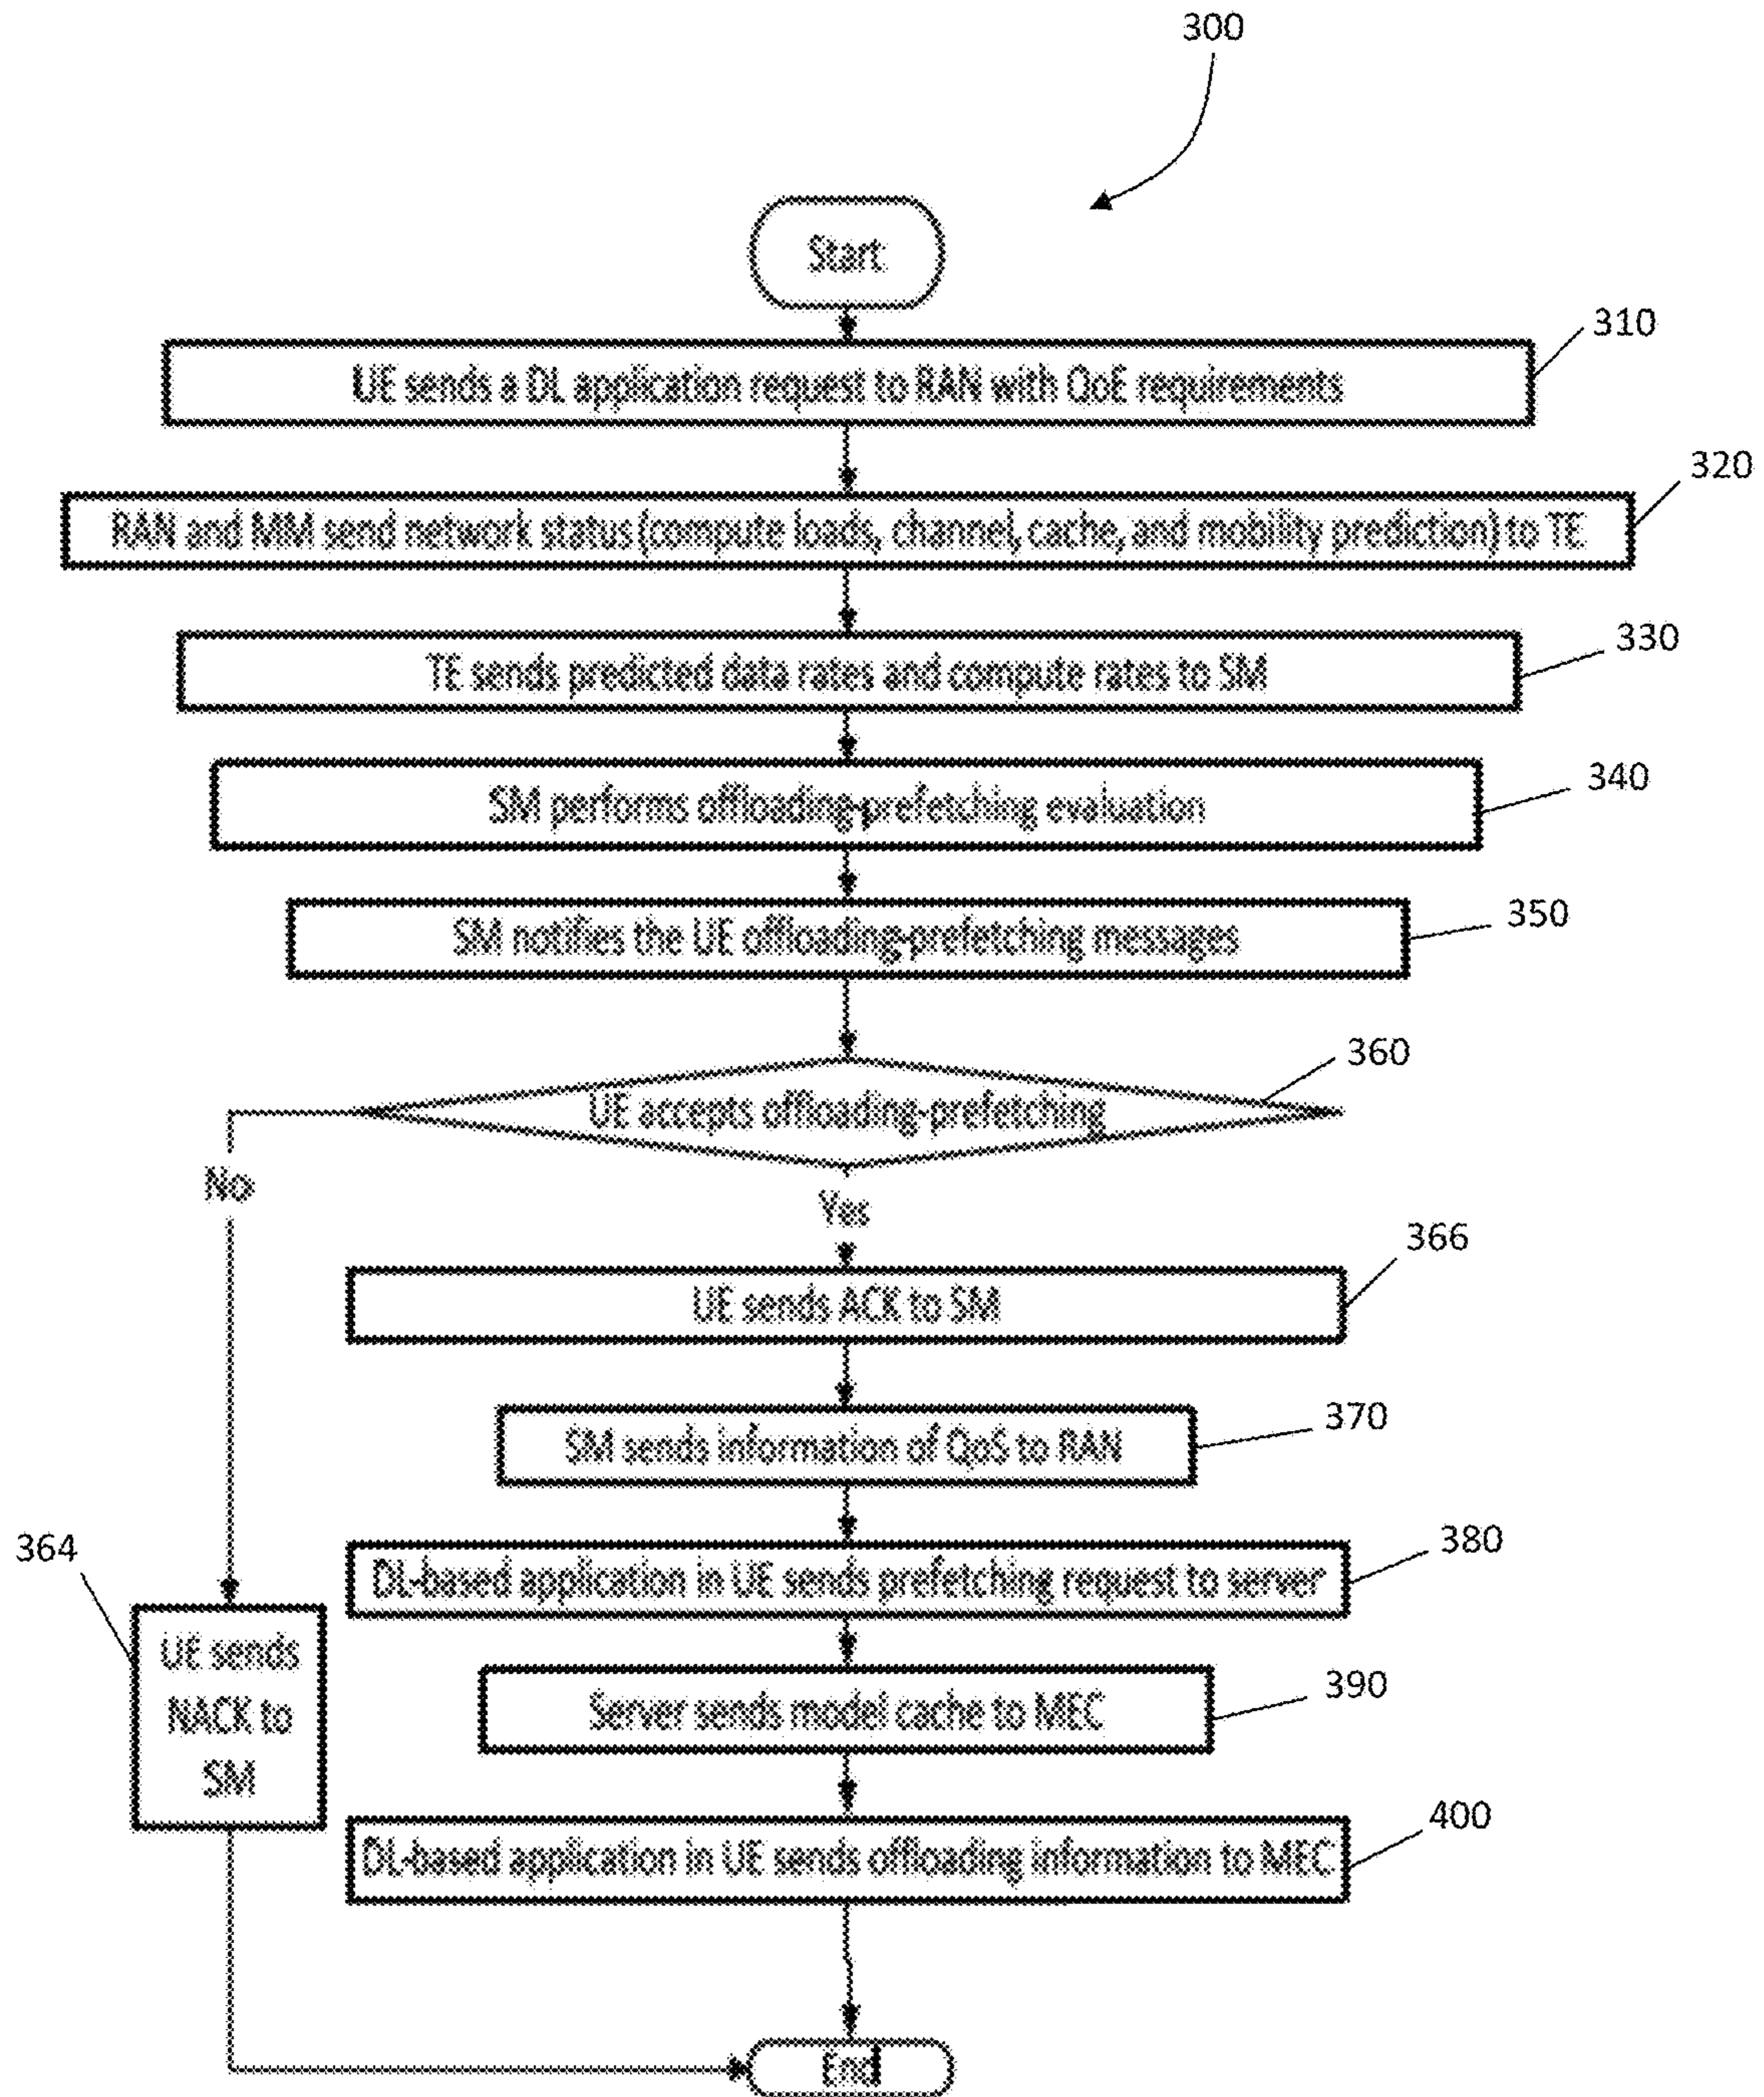 300
Start
310
UE sends a DL application request to RAN with QoE requirements
320
RAN and MM send network status (compute loads, channel, cache, and mobility prediction) to TE
330
TE sends predicted data rates and compute rates to SM
340
SM performs offloading-prefetching evaluation
350
SM notifies the UE offloading-prefetching messages
360
UE accepts offloading-prefetching
No
Yes
366
UE sends ACK to SM
370
SM sends information of QoS to RAN
364
380
DL-based application in UE sends prefetching request to server
UE sends
NACK to
SM
390
Server sends model cache to MEC
400
DL-based application in UE sends offloading information to MEC
End